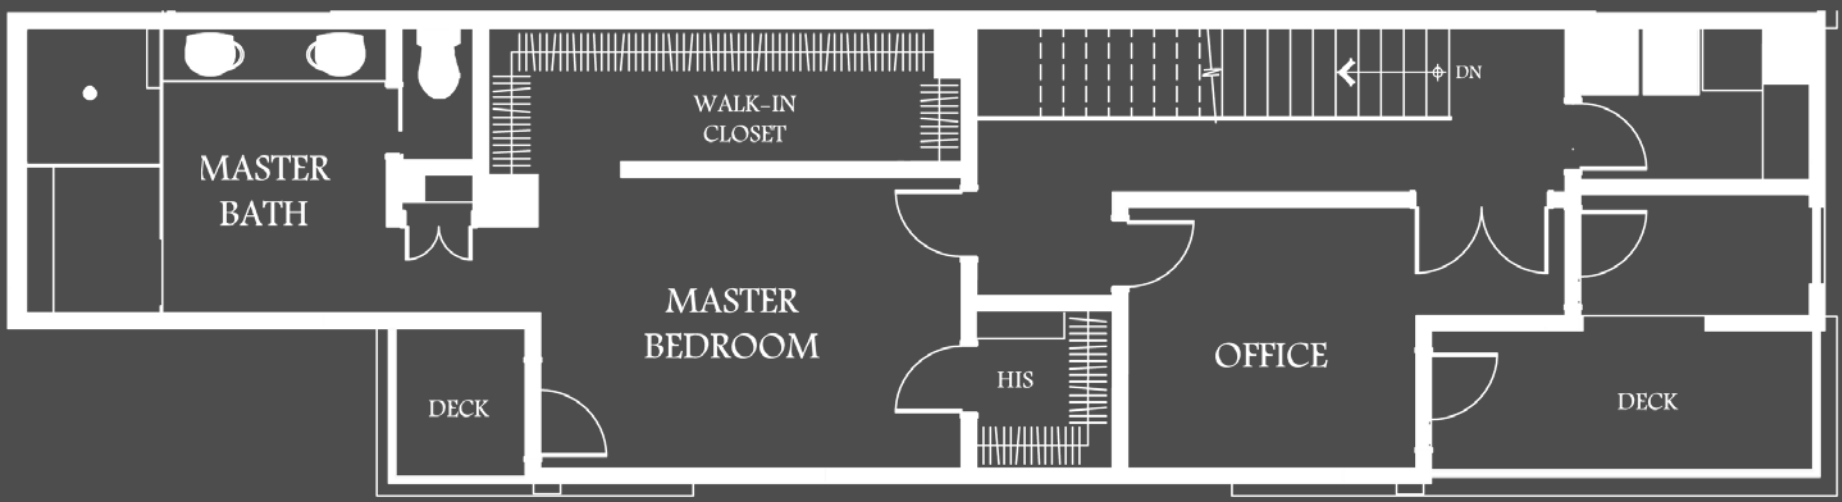 WALK-IN
CLOSET
DN
MASTER
BATH
MASTER
BEDROOM
OFFICE
HIS
DECK
DECK